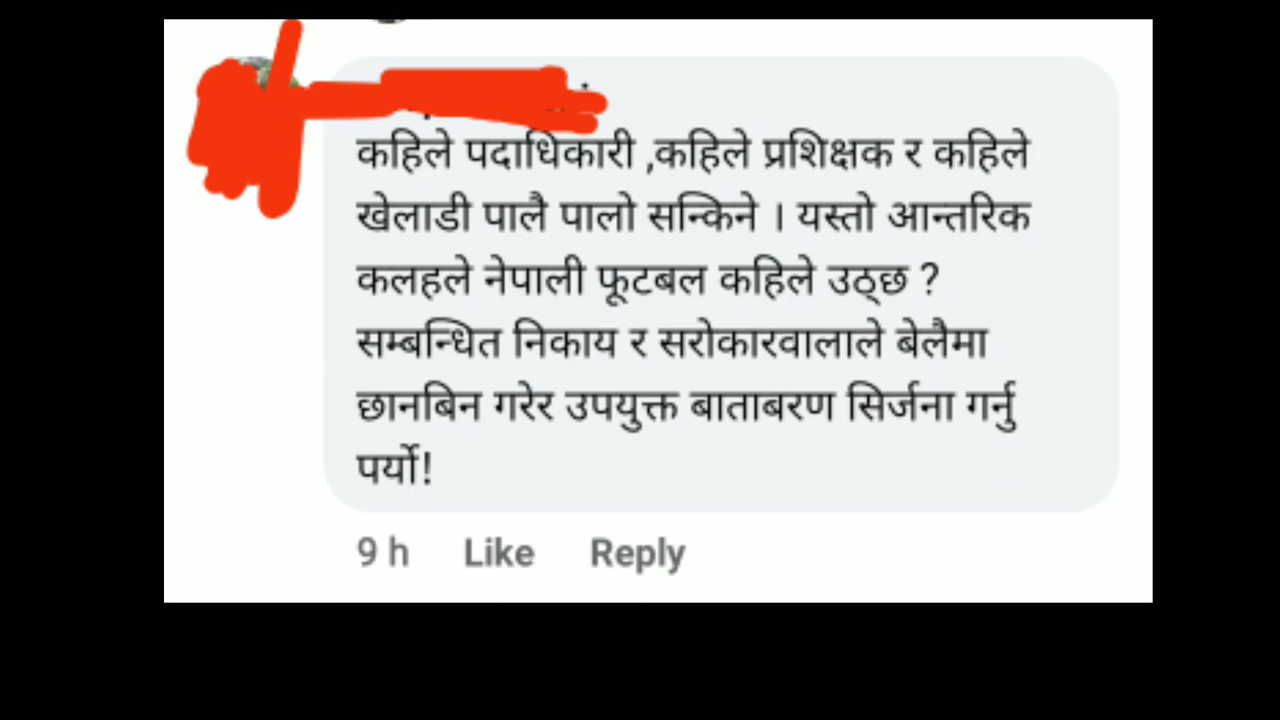 कहिले पदाधिकारी ,कहिले प्रशिक्षक र कहिले
खेलाडी पालै पालो सन्किने । यस्तो आन्तरिक
कलहले नेपाली फूटबल कहिले उठ्छ ?
सम्बन्धित निकाय र सरोकारवालाले बेलैमा
छानबिन गरेर उपयुक्त बाताबरण सिर्जना गर्नु
पर्यो!
9 h Like Reply